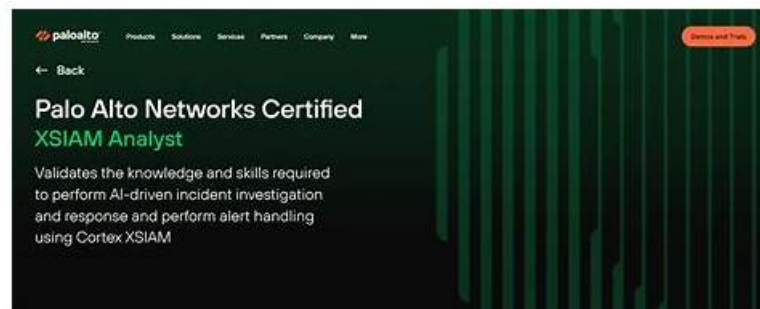 paloalto
Products Solutions Services Partners Company More
Demos and Trials
← Back
Palo Alto Networks Certified
XSIAM Analyst
Validates the knowledge and skills required
to perform AI-driven incident investigation
and response and perform alert handling
using Cortex XSIAM